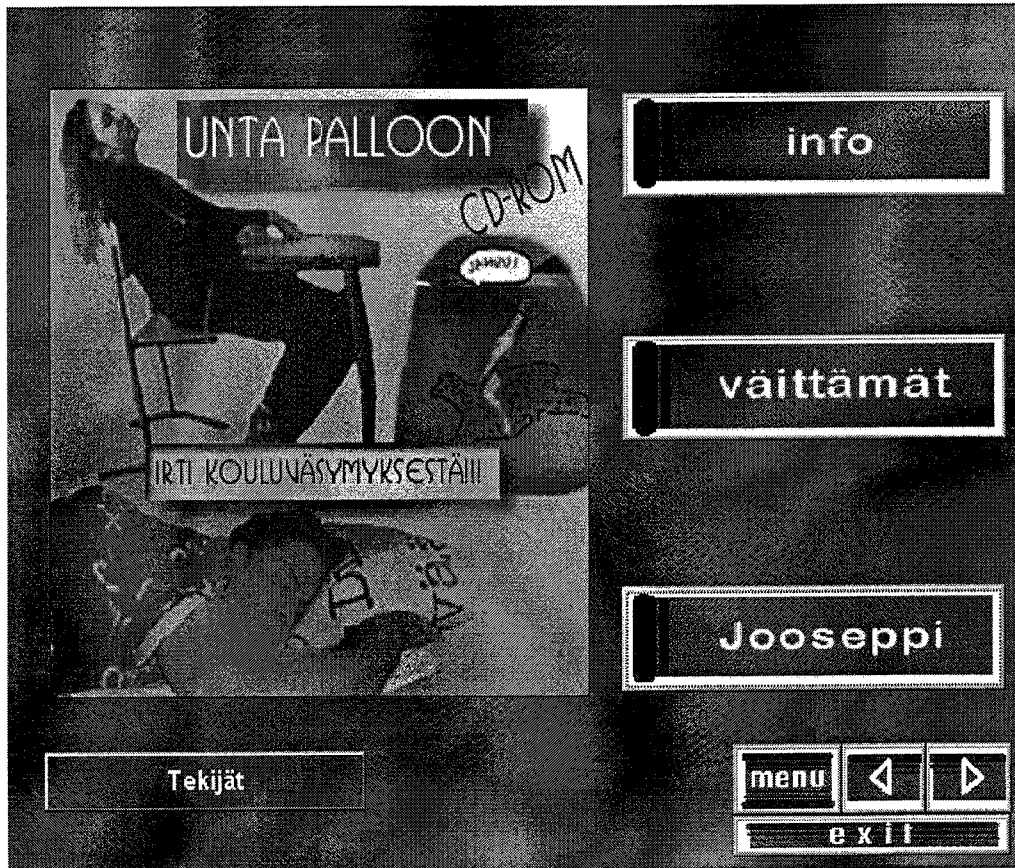 UNTA PALLOON
CD-ROM
IRTI KOULUVÄSYMYKSESTÄ!!!
info
väittämät
Jooseppi
Tekijät
menu
exit